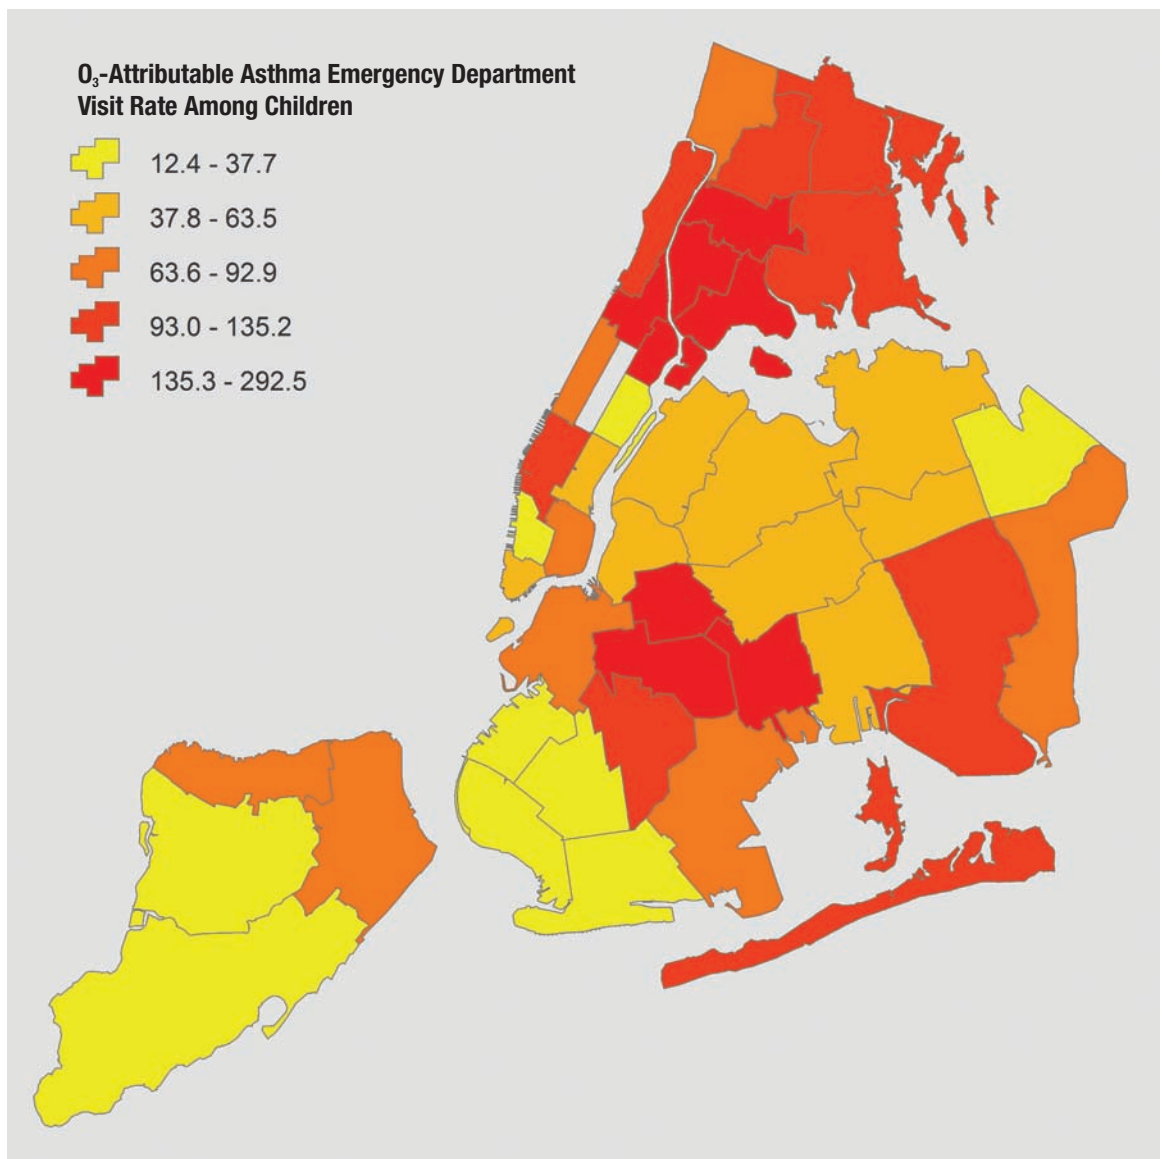 O₃-Attributable Asthma Emergency Department
Visit Rate Among Children
12.4 - 37.7
37.8 - 63.5
63.6 - 92.9
93.0 - 135.2
135.3 - 292.5